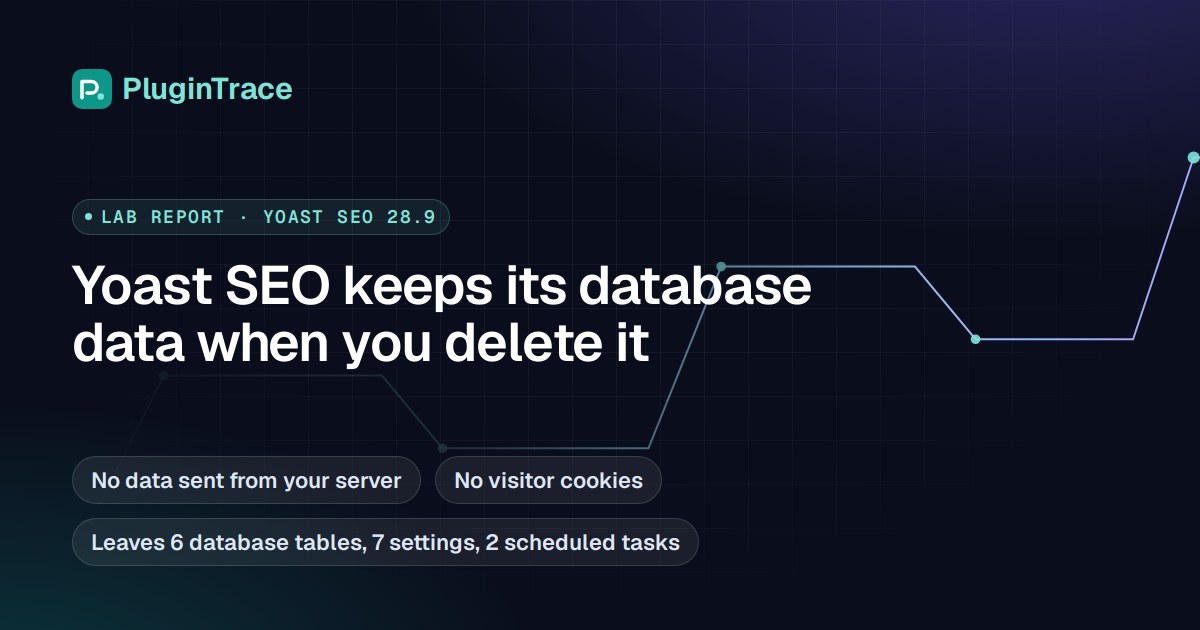 PluginTrace
LAB REPORT · YOAST SEO 28.9
Yoast SEO keeps its database
data when you delete it
No data sent from your server
No visitor cookies
Leaves 6 database tables, 7 settings, 2 scheduled tasks